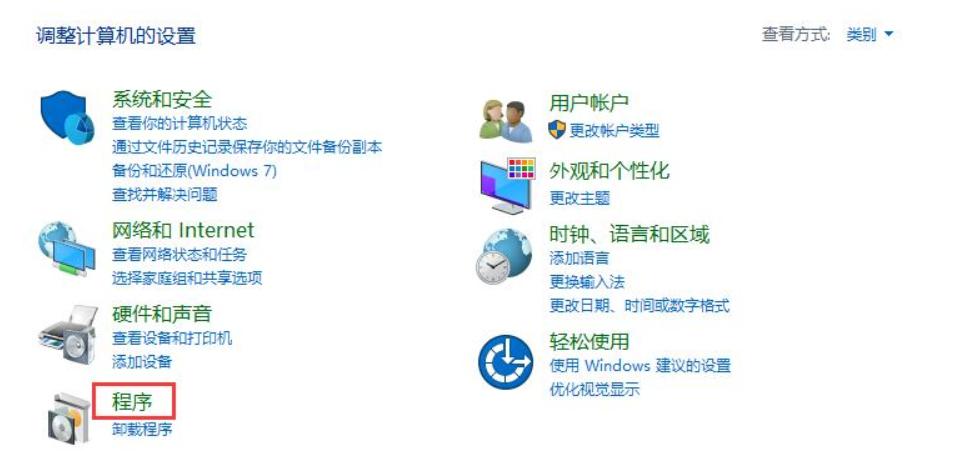 调整计算机的设置
查看方式: 类别
系统和安全
查看你的计算机状态
通过文件历史记录保存你的文件备份副本
备份和还原(Windows 7)
查找并解决问题
网络和 Internet
查看网络状态和任务
选择家庭组和共享选项
硬件和声音
查看设备和打印机
添加设备
程序
卸载程序
用户帐户
更改帐户类型
外观和个性化
更改主题
时钟、语言和区域
添加语言
更换输入法
更改日期、时间或数字格式
轻松使用
使用 Windows 建议的设置
优化视觉显示